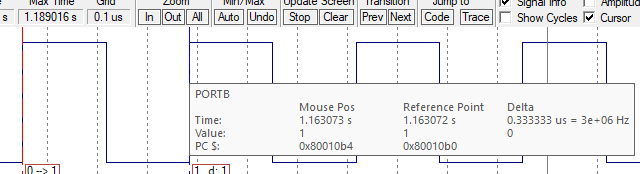 Max Time Grid Zoom Min/Max Update Screen Transition Jump to Signal Info
s 1.189016 s 0.1 us In Out All Auto Undo Stop Clear Prev Next Code Trace Show Cycles Cursor
PORTB
Mouse Pos Reference Point Delta
Time: 1.163073 s 1.163072 s 0.333333 us = 3e+06 Hz
Value: 1 1 0
PC $: 0x80010b4 0x80010b0
0 --> 1